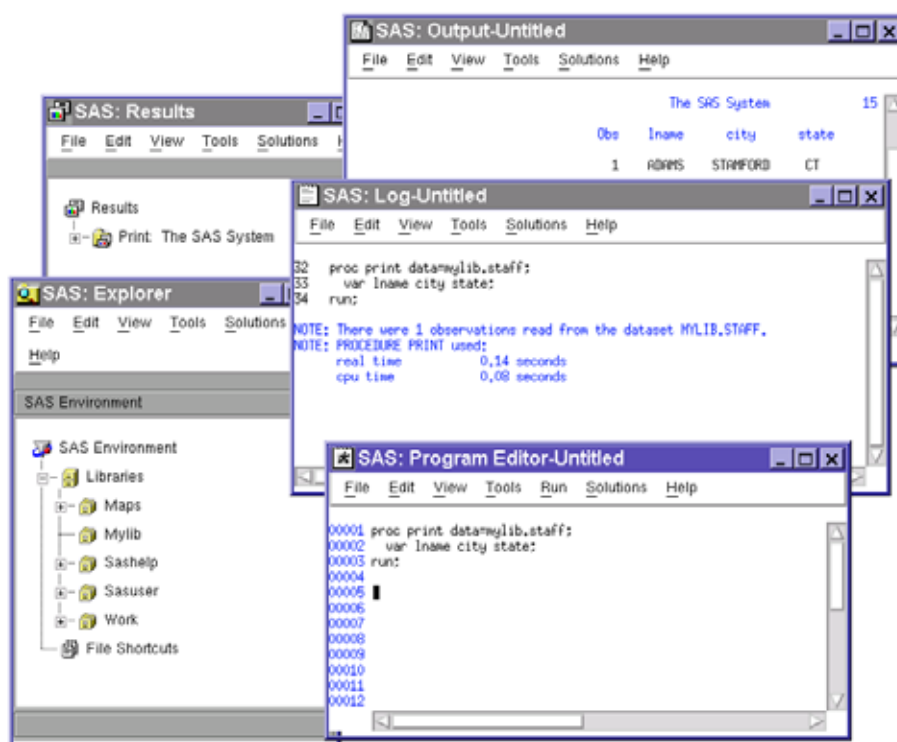 SAS: Output-Untitled
File Edit View Tools Solutions Help
The SAS System 15
Obs lname city state
1 ADAMS STAMFORD CT
SAS: Results
File Edit View Tools Solutions
Results
Print: The SAS System
SAS: Log-Untitled
File Edit View Tools Solutions Help
32 proc print data=mylib.staff;
33 var lname city state;
34 run;
NOTE: There were 1 observations read from the dataset MYLIB.STAFF.
NOTE: PROCEDURE PRINT used:
real time 0.14 seconds
cpu time 0.08 seconds
SAS: Explorer
File Edit View Tools Solutions
Help
SAS Environment
SAS Environment
Libraries
Maps
Mylib
Sashelp
Sasuser
Work
File Shortcuts
SAS: Program Editor-Untitled
File Edit View Tools Run Solutions Help
00001 proc print data=mylib.staff;
00002 var lname city state;
00003 run;
00004
00005
00006
00007
00008
00009
00010
00011
00012